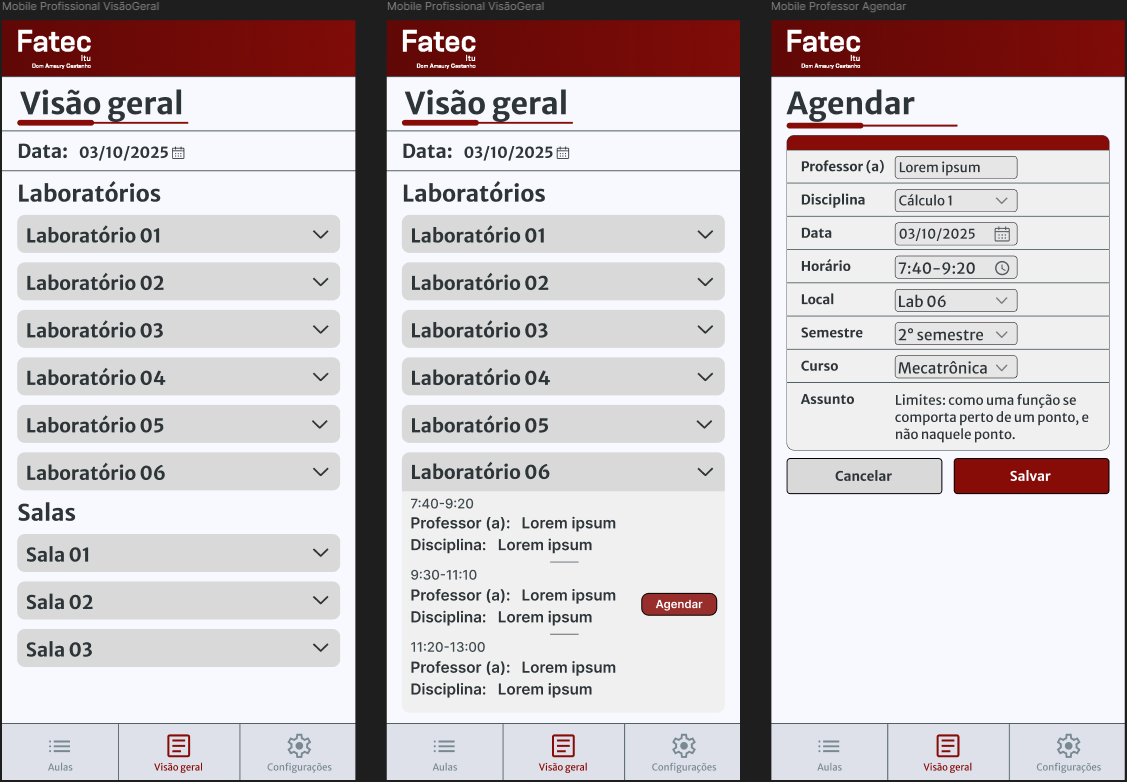 Mobile Profissional VisãoGeral
Fatec
Itu
Dom Amaury Castanho
Visão geral
Data: 03/10/2025
Laboratórios
Laboratório 01
Laboratório 02
Laboratório 03
Laboratório 04
Laboratório 05
Laboratório 06
Salas
Sala 01
Sala 02
Sala 03
Aulas
Visão geral
Configurações
Mobile Profissional VisãoGeral
Fatec
Itu
Dom Amaury Castanho
Visão geral
Data: 03/10/2025
Laboratórios
Laboratório 01
Laboratório 02
Laboratório 03
Laboratório 04
Laboratório 05
Laboratório 06
7:40-9:20
Professor (a): Lorem ipsum
Disciplina: Lorem ipsum
9:30-11:10
Professor (a): Lorem ipsum
Disciplina: Lorem ipsum
Agendar
11:20-13:00
Professor (a): Lorem ipsum
Disciplina: Lorem ipsum
Aulas
Visão geral
Configurações
Mobile Professor Agendar
Fatec
Itu
Dom Amaury Castanho
Agendar
Professor (a) Lorem ipsum
Disciplina Cálculo 1
Data 03/10/2025
Horário 7:40-9:20
Local Lab 06
Semestre 2° semestre
Curso Mecatrônica
Assunto Limites: como uma função se
comporta perto de um ponto, e
não naquele ponto.
Cancelar Salvar
Aulas
Visão geral
Configurações